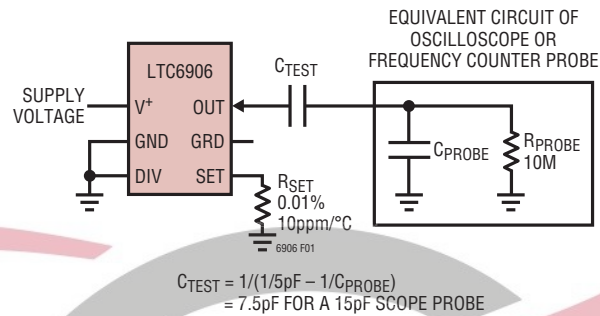 EQUIVALENT CIRCUIT OF
OSCILLOSCOPE OR
FREQUENCY COUNTER PROBE
LTC6906
CTEST
SUPPLY
VOLTAGE
V+
OUT
GND
GRD
DIV
SET
CPROBE
RPROBE
10M
RSET
0.01%
10ppm/°C
6906 F01
CTEST = 1/(1/5pF – 1/CPROBE)
= 7.5pF FOR A 15pF SCOPE PROBE